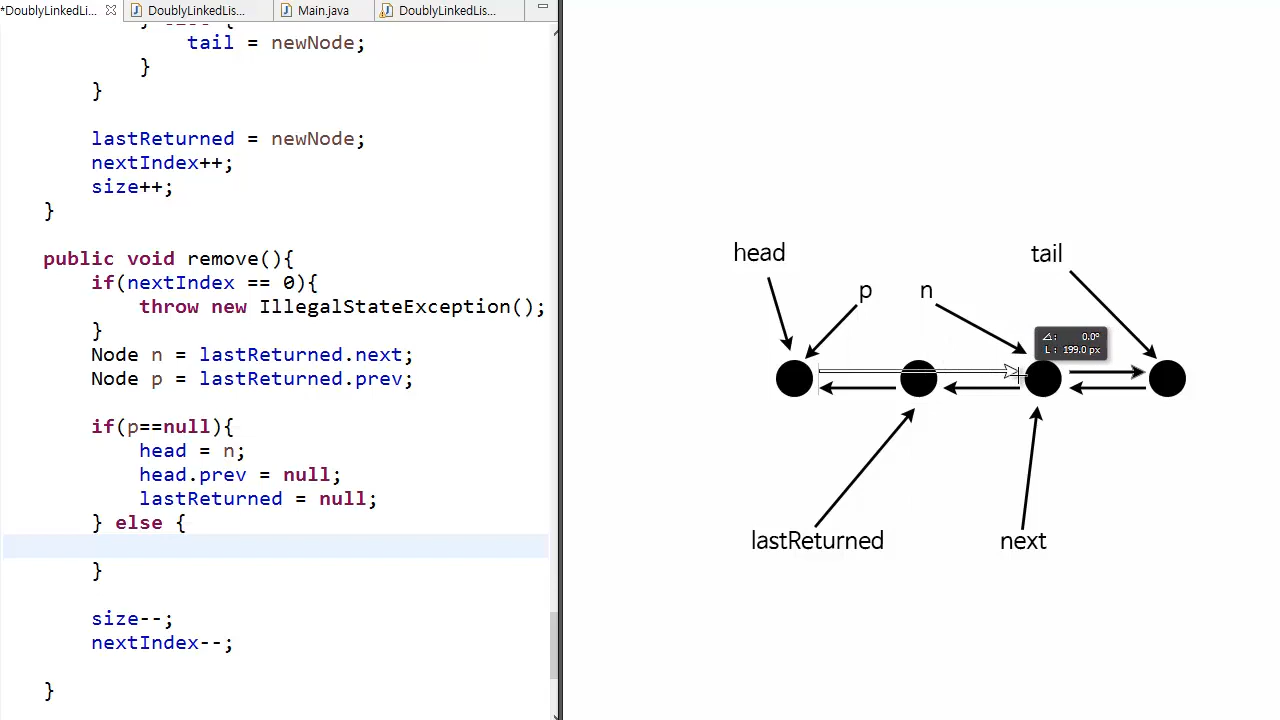 *DoublyLinkedLi... DoublyLinkedLis... Main.java DoublyLinkedLis...
tail = newNode;
}
}
lastReturned = newNode;
nextIndex++;
size++;
}
public void remove(){
if(nextIndex == 0){
throw new IllegalStateException();
}
Node n = lastReturned.next;
Node p = lastReturned.prev;
if(p==null){
head = n;
head.prev = null;
lastReturned = null;
} else {
}
size--;
nextIndex--;
}
head
tail
p
n
∠: 0.0°
L : 199.0 px
lastReturned
next